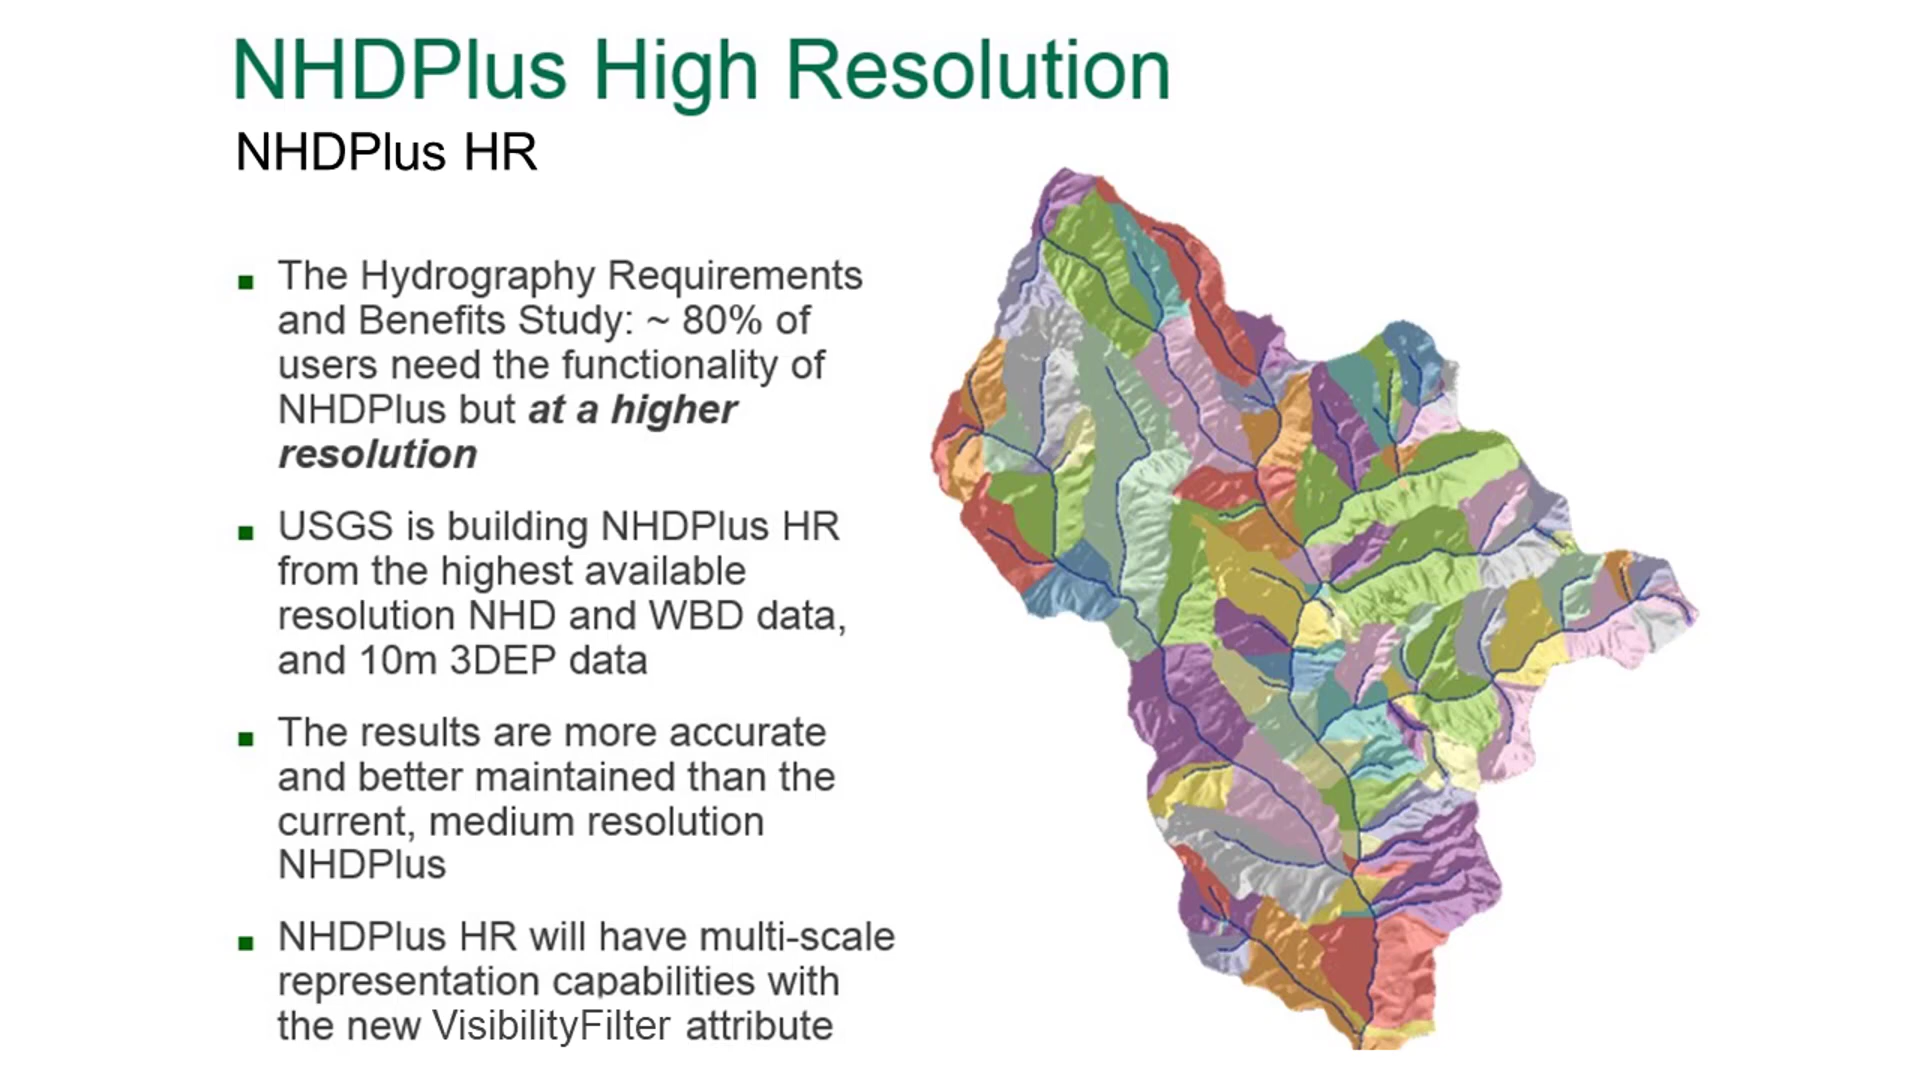 NHDPlus High Resolution
NHDPlus HR
■ The Hydrography Requirements
and Benefits Study: ~ 80% of
users need the functionality of
NHDPlus but at a higher
resolution
■ USGS is building NHDPlus HR
from the highest available
resolution NHD and WBD data,
and 10m 3DEP data
■ The results are more accurate
and better maintained than the
current, medium resolution
NHDPlus
■ NHDPlus HR will have multi-scale
representation capabilities with
the new VisibilityFilter attribute